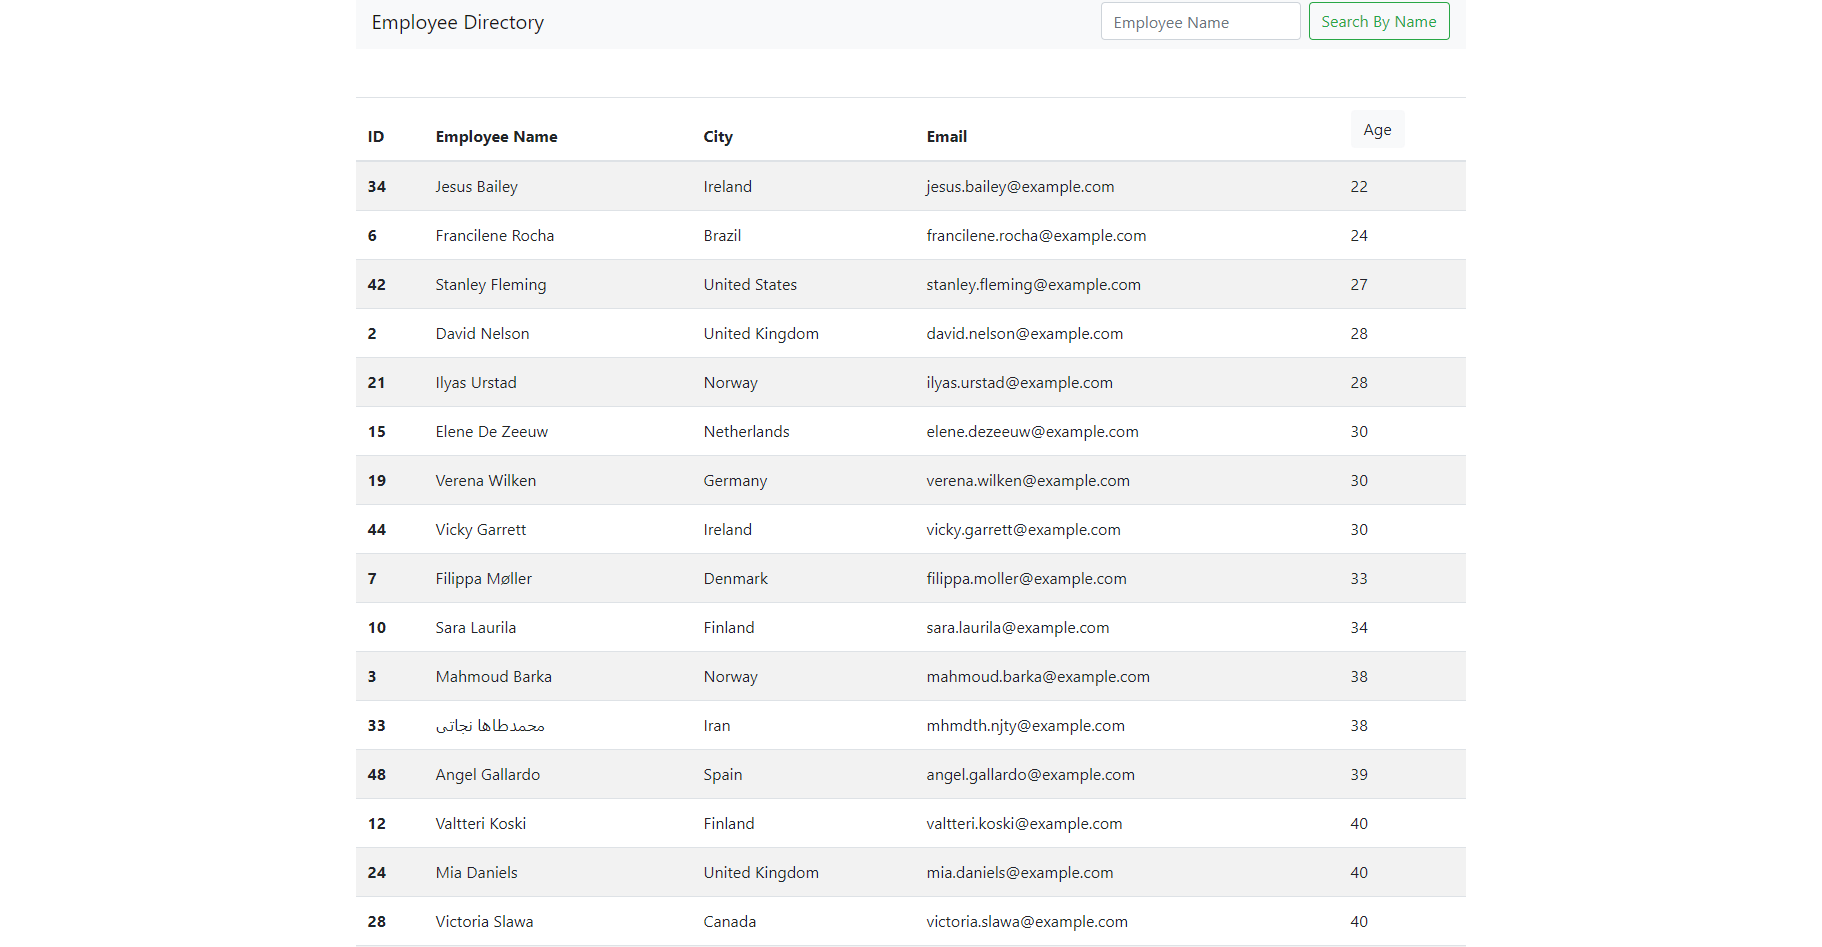 Employee Directory Employee Name Search By Name
ID Employee Name City Email Age
34 Jesus Bailey Ireland jesus.bailey@example.com 22
6 Francilene Rocha Brazil francilene.rocha@example.com 24
42 Stanley Fleming United States stanley.fleming@example.com 27
2 David Nelson United Kingdom david.nelson@example.com 28
21 Ilyas Urstad Norway ilyas.urstad@example.com 28
15 Elene De Zeeuw Netherlands elene.dezeeuw@example.com 30
19 Verena Wilken Germany verena.wilken@example.com 30
44 Vicky Garrett Ireland vicky.garrett@example.com 30
7 Filippa Møller Denmark filippa.moller@example.com 33
10 Sara Laurila Finland sara.laurila@example.com 34
3 Mahmoud Barka Norway mahmoud.barka@example.com 38
33 محمدطاها نجاتی Iran mhmdth.njty@example.com 38
48 Angel Gallardo Spain angel.gallardo@example.com 39
12 Valtteri Koski Finland valtteri.koski@example.com 40
24 Mia Daniels United Kingdom mia.daniels@example.com 40
28 Victoria Slawa Canada victoria.slawa@example.com 40